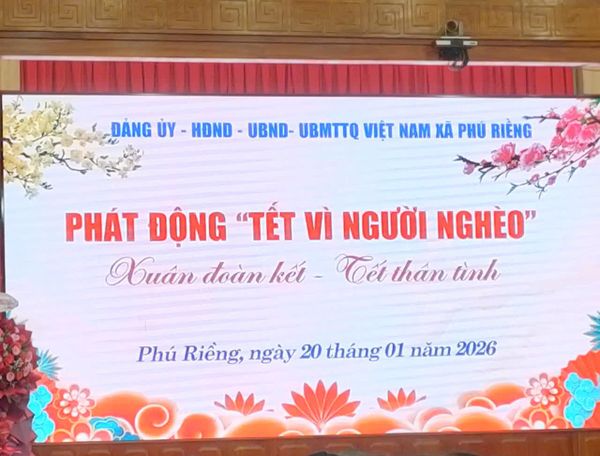 ĐẢNG ỦY - HĐND - UBND- UBMTTQ VIỆT NAM XÃ PHÚ RIỀNG
PHÁT ĐỘNG “TẾT VÌ NGƯỜI NGHÈO”
Xuân đoàn kết - Tết thân tình
Phú Riềng, ngày 20 tháng 01 năm 2026